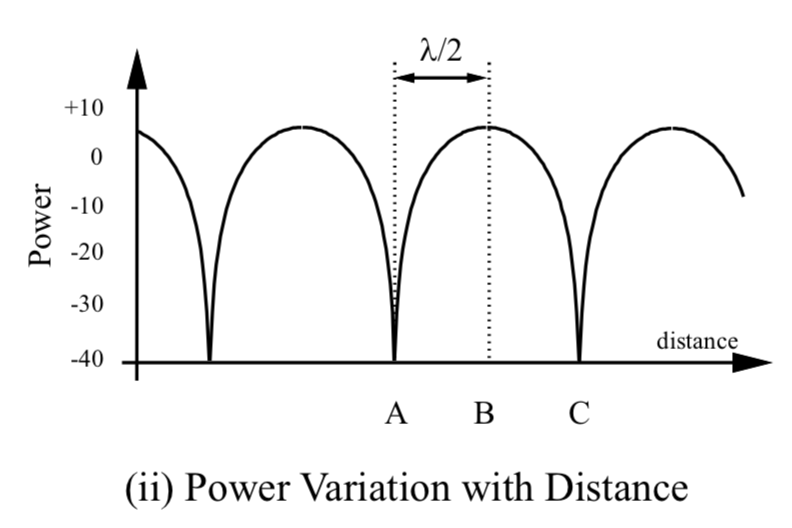 λ/2
+10
0
-10
-20
-30
-40
Power
distance
A B C
(ii) Power Variation with Distance